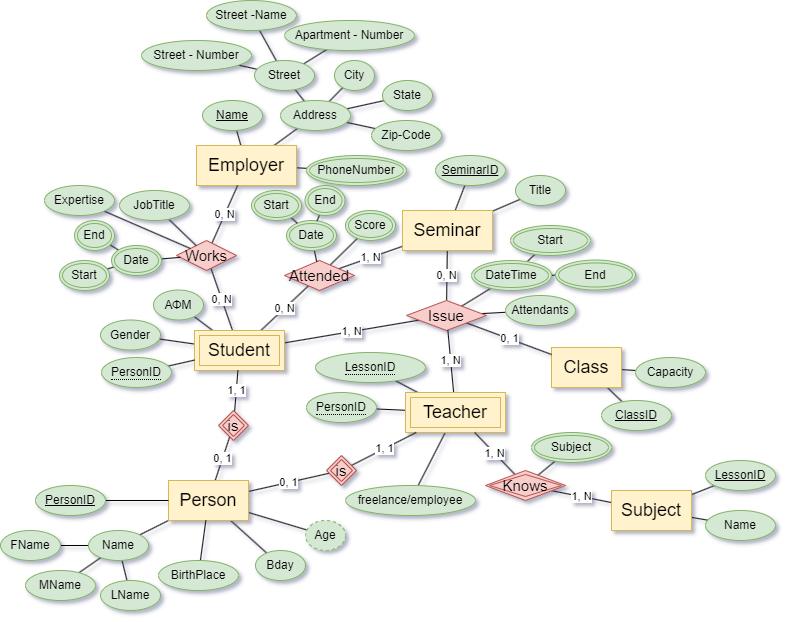 Street -Name
Apartment - Number
Street - Number
Street
City
State
Name
Address
Zip-Code
Employer
PhoneNumber
SeminarID
Title
Expertise
JobTitle
Start
End
0, N
Score
Seminar
End
Date
Start
Date
Works
1, N
Attended
0, N
DateTime
Start
End
0, N
0, N
ΑΦΜ
Issue
Attendants
Gender
1, N
0, 1
Student
PersonID
1, N
Class
Capacity
LessonID
1, 1
PersonID
Teacher
ClassID
is
1, 1
1, N
Subject
0, 1
is
0, 1
Knows
1, N
LessonID
PersonID
Person
freelance/employee
Subject
Name
FName
Name
Age
MName
LName
BirthPlace
Bday